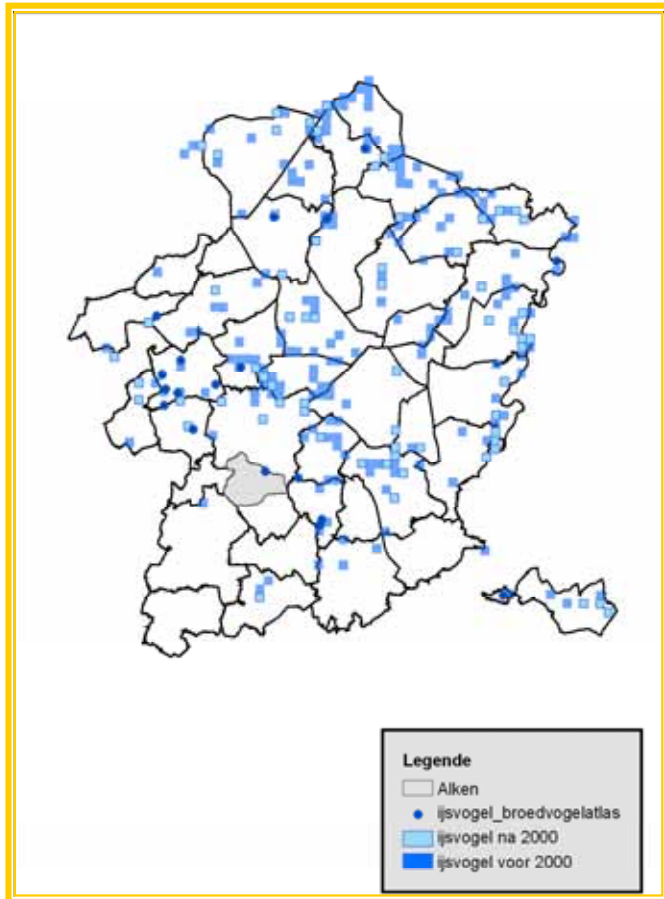 Legende
Alken
ijsvogel_broedvogelatlas
ijsvogel na 2000
ijsvogel voor 2000